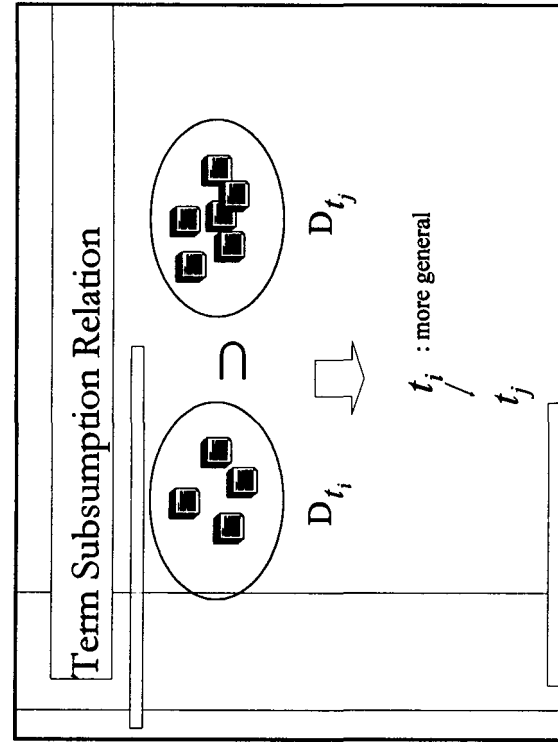 Term Subsumption Relation
D_{t_i} ⊃ D_{t_j}
t_i : more general
/
t_j